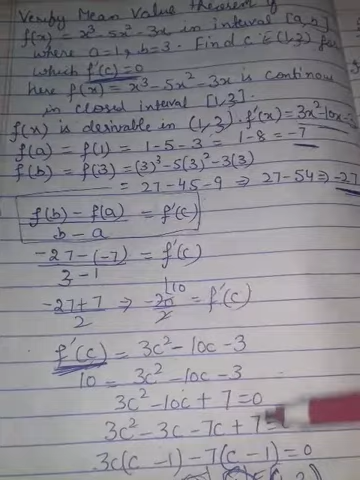 Verify Mean Value theorem if
f(x) = x³-5x²-3x in interval [a,b]
where a=1, b=3. Find c ∈ (1,3) for
which f'(c)=0
here f(x) = x³-5x²-3x is continous
in closed interval [1,3].
f(x) is derivable in (1,3), f'(x) = 3x²-10x-
f(a) = f(1) = 1-5-3 = 1-8 = -7
f(b) = f(3) = (3)³-5(3)²-3(3)
= 27-45-9 ⇒ 27-54 ⇒ -27
f(b)-f(a) / b-a = f'(c)
-27-(-7) / 3-1 = f'(c)
-27+7 / 2 ⇒ -20 / 2 = f'(c)
f'(c) = 3c²-10c-3
10 = 3c²-10c-3
3c²-10c+7=0
3c²-3c-7c+7=
3c(c-1)-7(c-1)=0